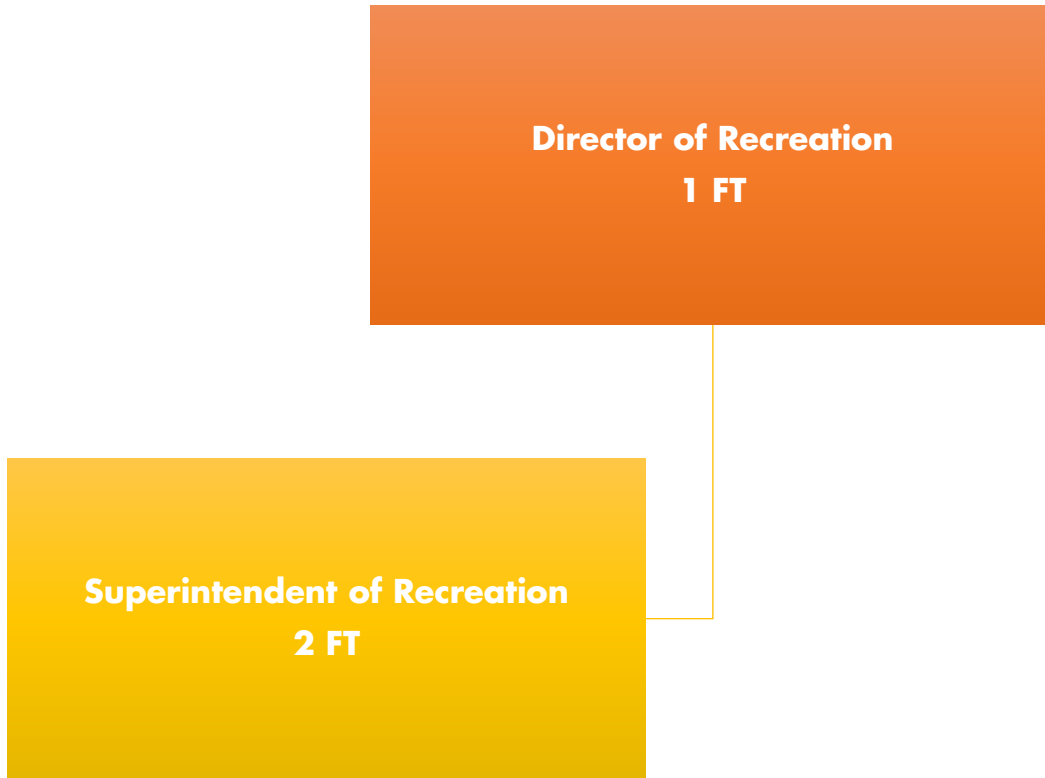 Director of Recreation
1 FT
Superintendent of Recreation
2 FT